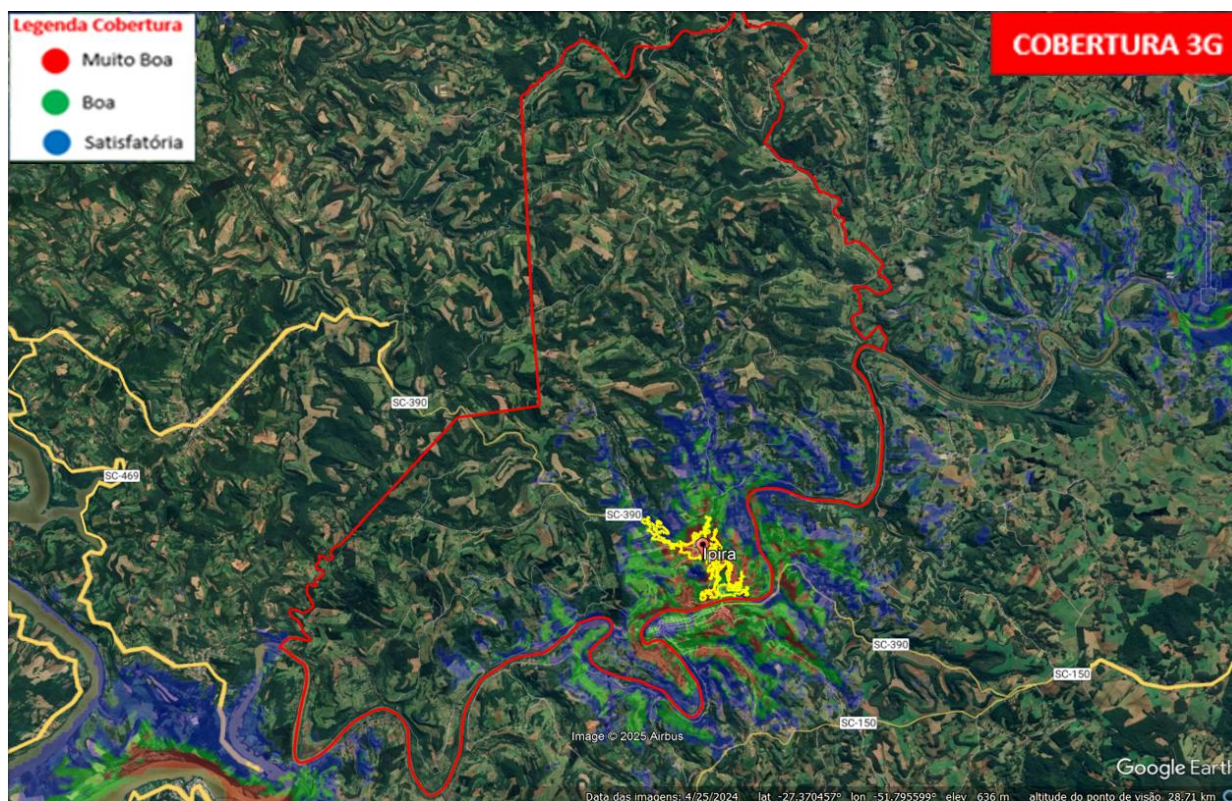 Legenda Cobertura
Muito Boa
Boa
Satisfatória
COBERTURA 3G
SC-390
SC-469
SC-390
Ipira
SC-390
SC-150
SC-150
Image © 2025 Airbus
Google Earth
Data das imagens: 4/25/2024 lat -27.370457° lon -51.795599° elev 636 m altitude do ponto de visão 28.71 km